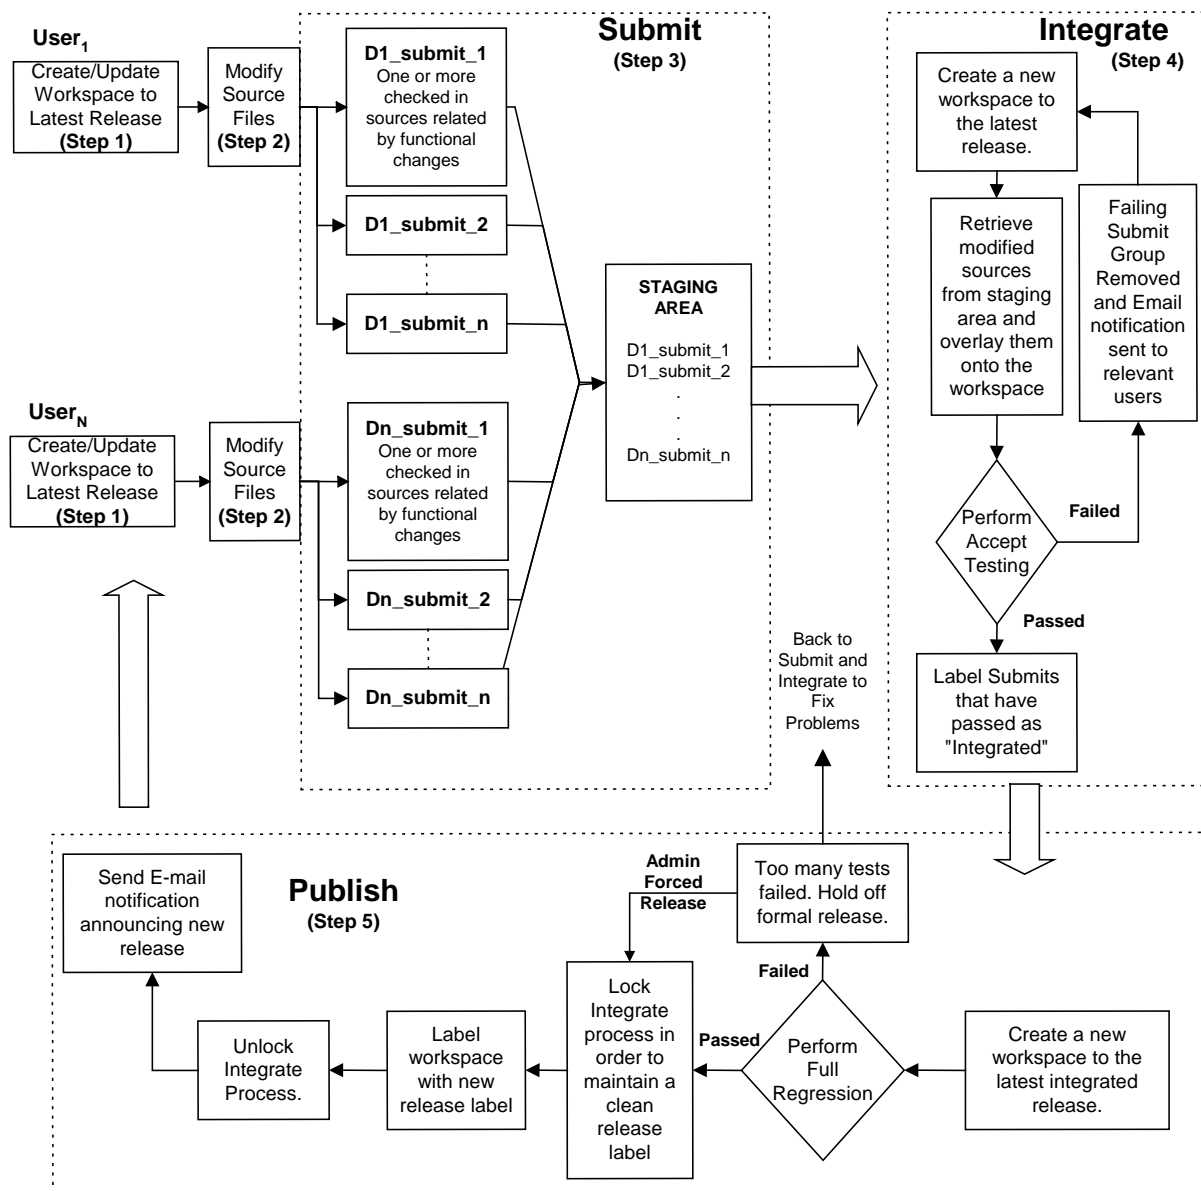 User1
Create/Update
Workspace to
Latest Release
(Step 1)
Modify
Source
Files
(Step 2)
Submit
(Step 3)
D1_submit_1
One or more
checked in
sources related
by functional
changes
D1_submit_2
D1_submit_n
UserN
Create/Update
Workspace to
Latest Release
(Step 1)
Modify
Source
Files
(Step 2)
Dn_submit_1
One or more
checked in
sources related
by functional
changes
Dn_submit_2
Dn_submit_n
STAGING
AREA
D1_submit_1
D1_submit_2
.
.
.
Dn_submit_n
Integrate
(Step 4)
Create a new
workspace to
the latest
release.
Retrieve
modified
sources
from staging
area and
overlay them
onto the
workspace
Failing
Submit
Group
Removed
and Email
notification
sent to
relevant
users
Perform
Accept
Testing
Failed
Passed
Label Submits
that have
passed as
"Integrated"
Back to
Submit and
Integrate to
Fix
Problems
Publish
(Step 5)
Create a new
workspace to the
latest integrated
release.
Perform
Full
Regression
Failed
Too many tests
failed. Hold off
formal release.
Admin
Forced
Release
Passed
Lock
Integrate
process in
order to
maintain a
clean
release
label
Label
workspace
with new
release label
Unlock
Integrate
Process.
Send E-mail
notification
announcing new
release